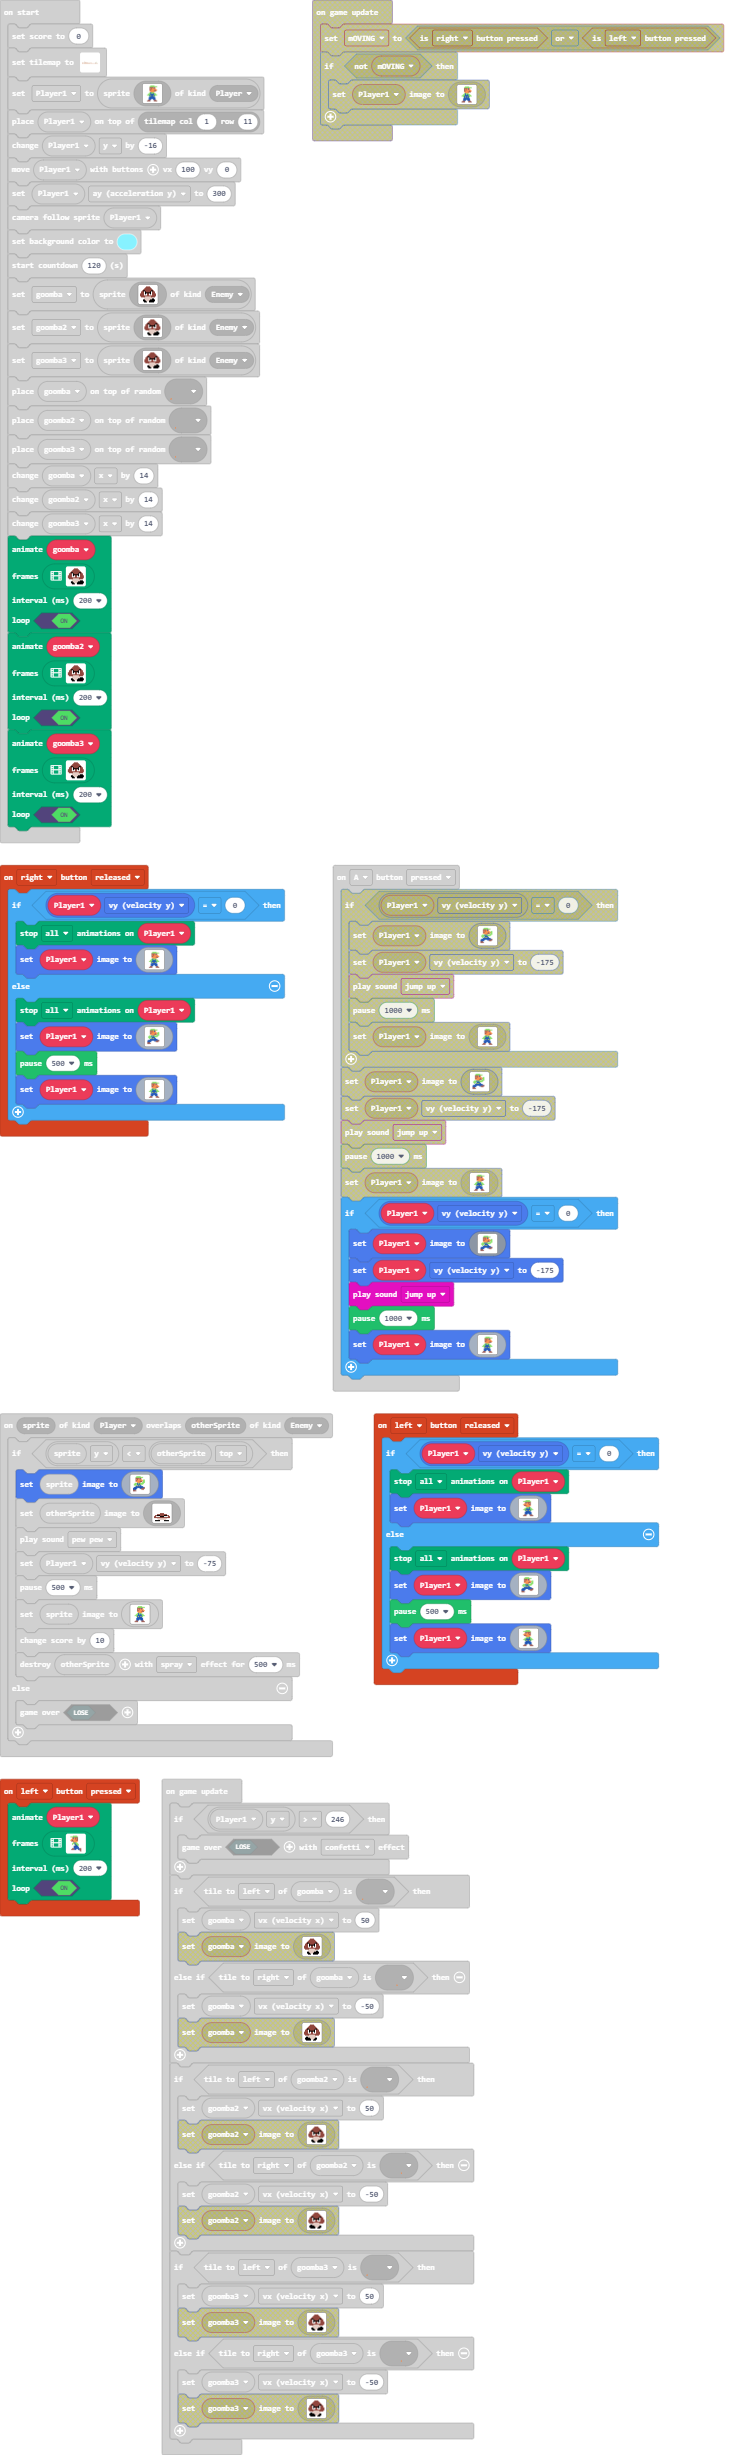 on start
set score to 0
set tilemap to
set Player1 to sprite of kind Player
place Player1 on top of tilemap col 1 row 11
change Player1 y by -16
move Player1 with buttons vx 100 vy 0
set Player1 ay (acceleration y) to 300
camera follow sprite Player1
set background color to
start countdown 120 (s)
set goomba to sprite of kind Enemy
set goomba2 to sprite of kind Enemy
set goomba3 to sprite of kind Enemy
place goomba on top of random
place goomba2 on top of random
place goomba3 on top of random
change goomba x by 14
change goomba2 x by 14
change goomba3 x by 14
animate goomba
frames
interval (ms) 200
loop ON
animate goomba2
frames
interval (ms) 200
loop ON
animate goomba3
frames
interval (ms) 200
loop ON
on game update
set mOVING to is right button pressed or is left button pressed
if not mOVING then
set Player1 image to
on right button released
if Player1 vy (velocity y) = 0 then
stop all animations on Player1
set Player1 image to
else
stop all animations on Player1
set Player1 image to
pause 500 ms
set Player1 image to
on A button pressed
if Player1 vy (velocity y) = 0 then
set Player1 image to
set Player1 vy (velocity y) to -175
play sound jump up
pause 1000 ms
set Player1 image to
set Player1 image to
set Player1 vy (velocity y) to -175
play sound jump up
pause 1000 ms
set Player1 image to
if Player1 vy (velocity y) = 0 then
set Player1 image to
set Player1 vy (velocity y) to -175
play sound jump up
pause 1000 ms
set Player1 image to
on sprite of kind Player overlaps otherSprite of kind Enemy
if sprite y < otherSprite top then
set sprite image to
set otherSprite image to
play sound pew pew
set Player1 vy (velocity y) to -75
pause 500 ms
set sprite image to
change score by 10
destroy otherSprite with spray effect for 500 ms
else
game over LOSE
on left button released
if Player1 vy (velocity y) = 0 then
stop all animations on Player1
set Player1 image to
else
stop all animations on Player1
set Player1 image to
pause 500 ms
set Player1 image to
on left button pressed
animate Player1
frames
interval (ms) 200
loop ON
on game update
if Player1 y > 246 then
game over LOSE with confetti effect
if tile to left of goomba is then
set goomba vx (velocity x) to 50
set goomba image to
else if tile to right of goomba is then
set goomba vx (velocity x) to -50
set goomba image to
if tile to left of goomba2 is then
set goomba2 vx (velocity x) to 50
set goomba2 image to
else if tile to right of goomba2 is then
set goomba2 vx (velocity x) to -50
set goomba2 image to
if tile to left of goomba3 is then
set goomba3 vx (velocity x) to 50
set goomba3 image to
else if tile to right of goomba3 is then
set goomba3 vx (velocity x) to -50
set goomba3 image to